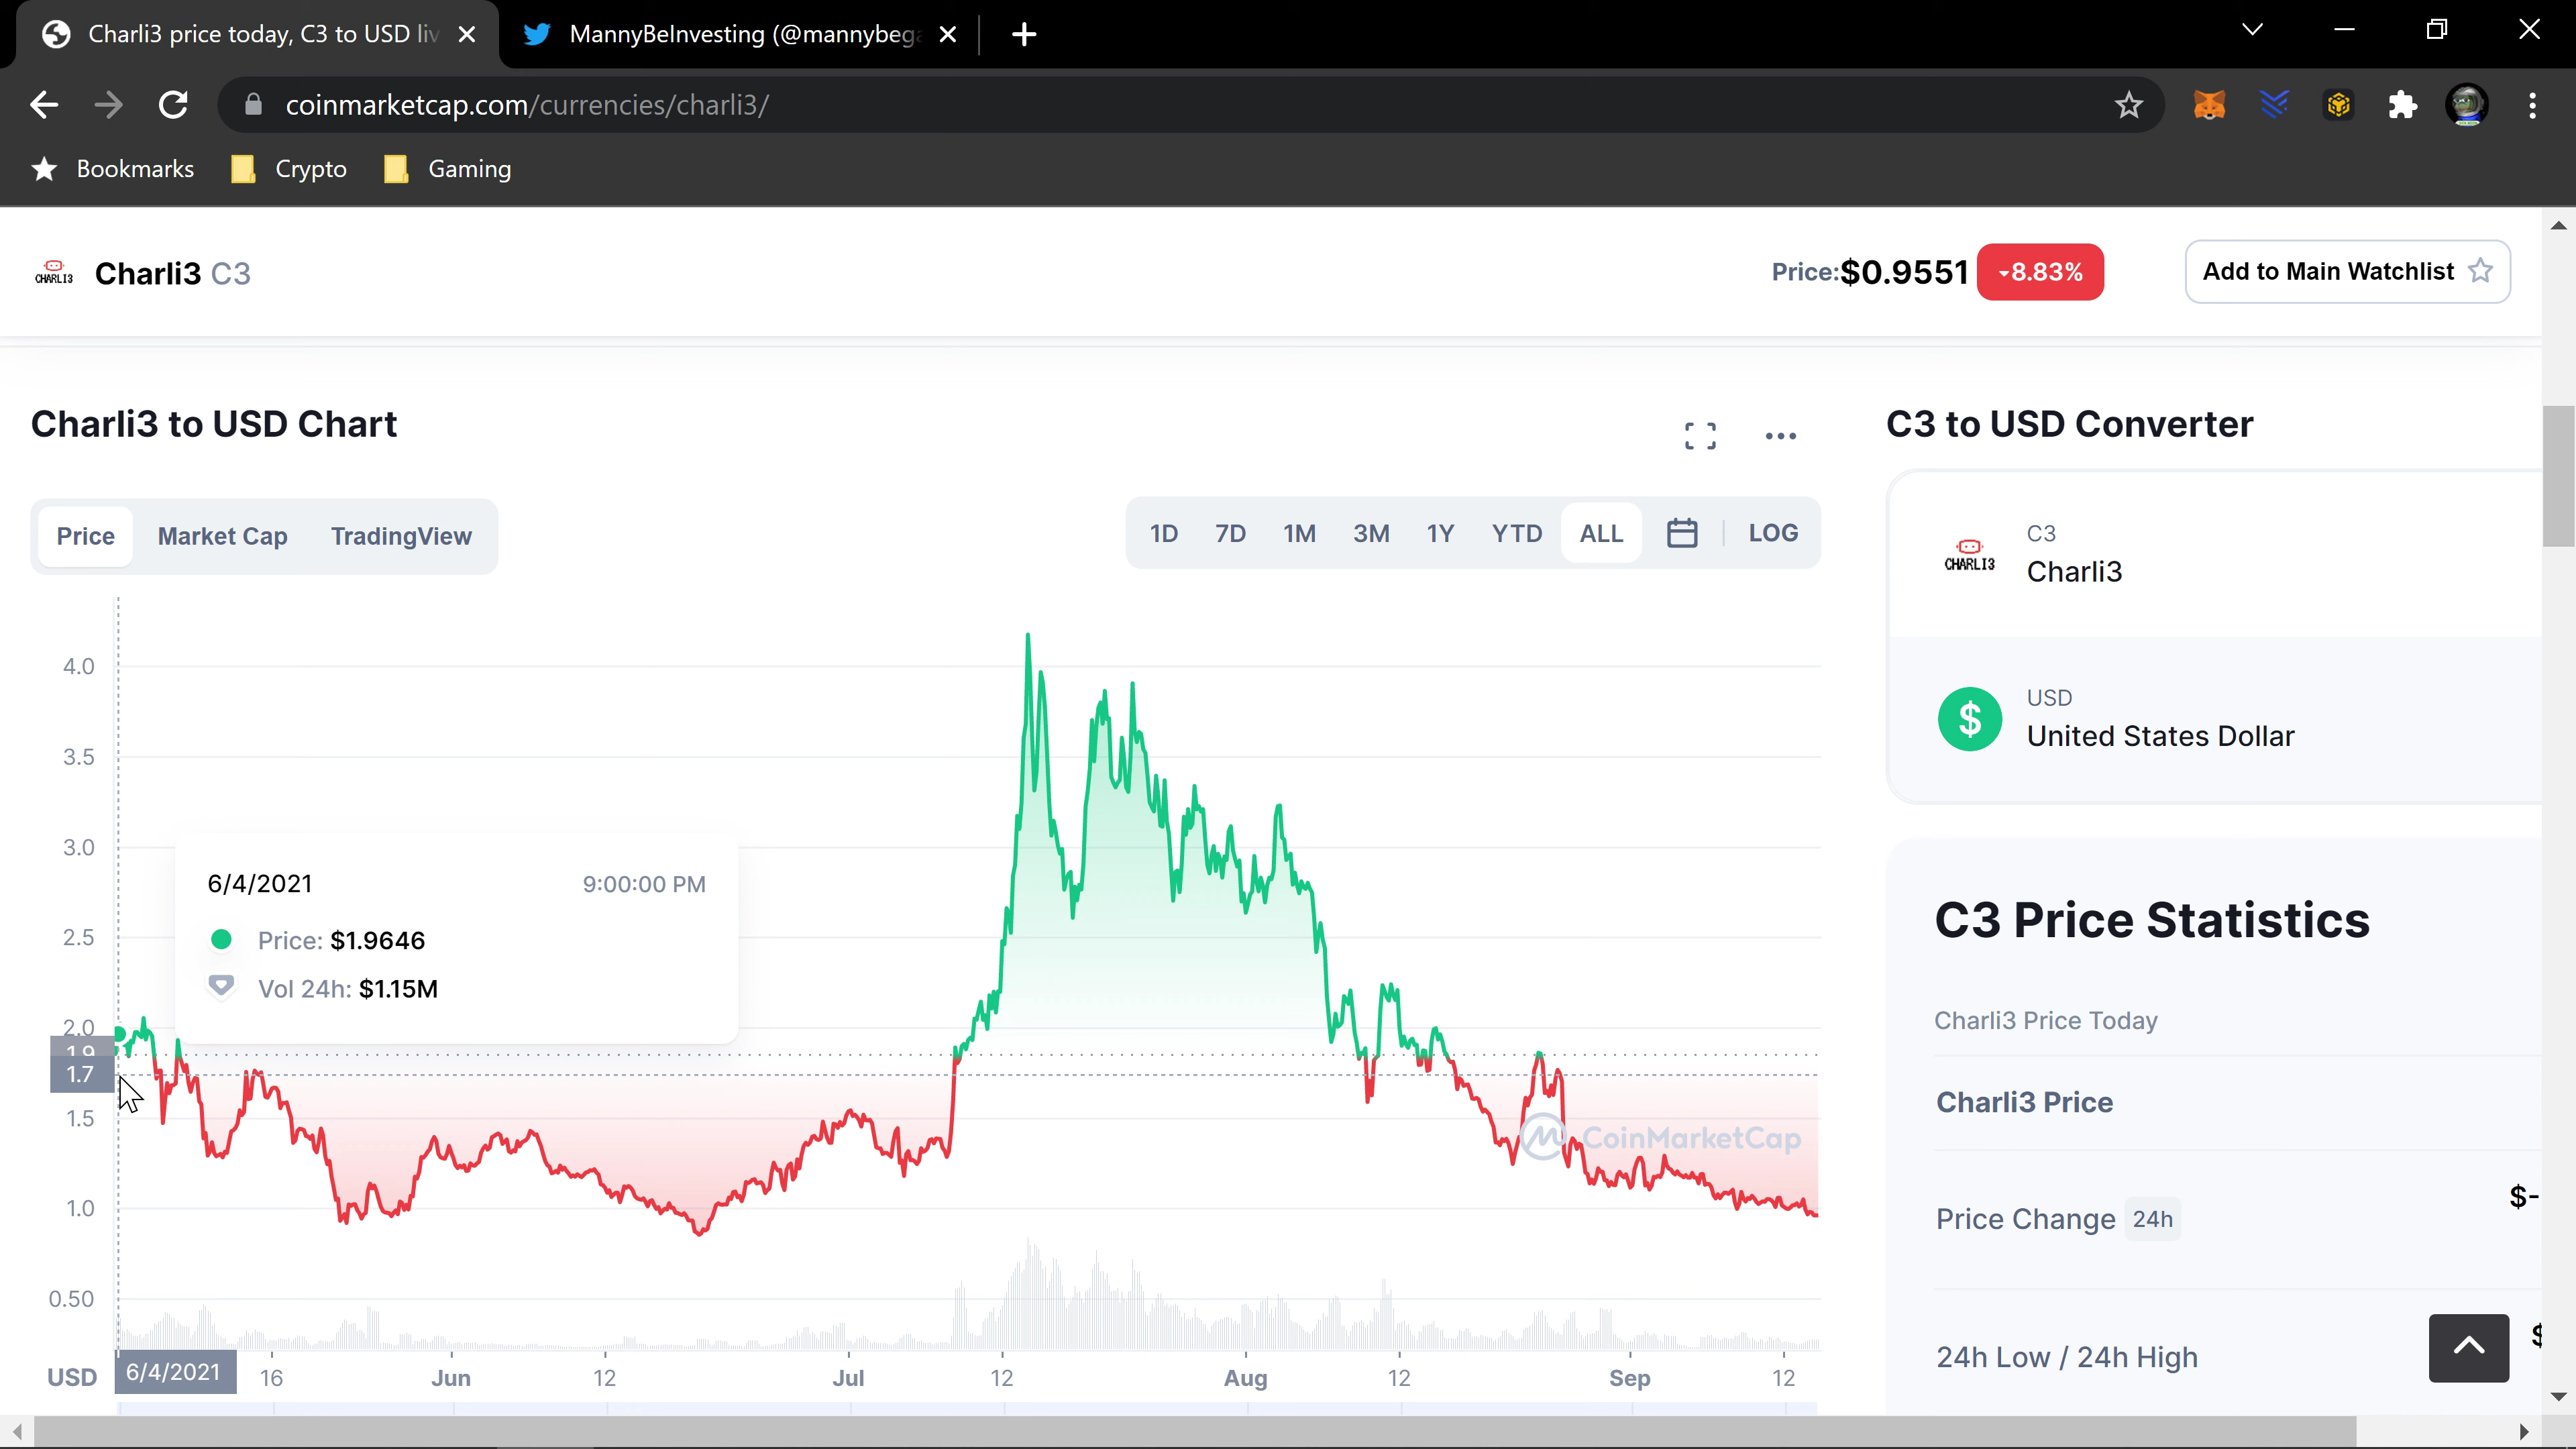 Charli3 price today, C3 to USD liv
MannyBeInvesting (@mannybega
coinmarketcap.com/currencies/charli3/
Bookmarks
Crypto
Gaming
CHARLI3
Charli3 C3
Price:$0.9551
8.83%
Add to Main Watchlist
Charli3 to USD Chart
Price
Market Cap
TradingView
1D
7D
1M
3M
1Y
YTD
ALL
LOG
4.0
3.5
3.0
2.5
2.0
1.9
1.7
1.5
1.0
0.50
6/4/2021
9:00:00 PM
Price: $1.9646
Vol 24h: $1.15M
CoinMarketCap
USD
6/4/2021
16
Jun
12
Jul
12
Aug
12
Sep
12
C3 to USD Converter
CHARLI3
C3
Charli3
$
USD
United States Dollar
C3 Price Statistics
Charli3 Price Today
Charli3 Price
Price Change 24h
$-
24h Low / 24h High
$